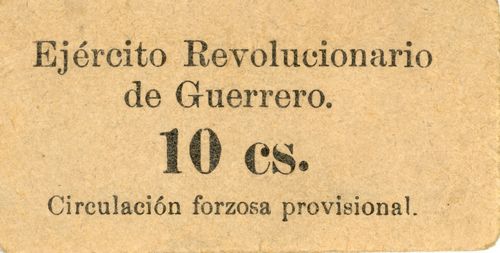 Ejército Revolucionario
de Guerrero.
10 cs.
Circulación forzosa provisional.